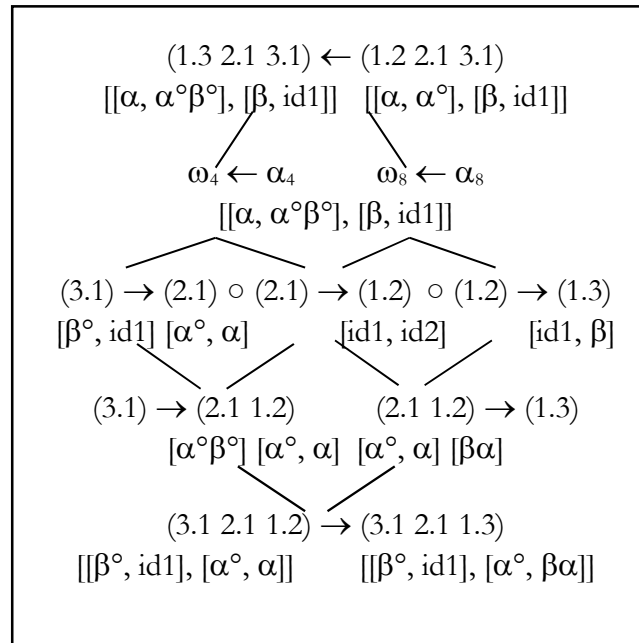 (1.3 2.1 3.1) ← (1.2 2.1 3.1)
[[α, α°β°], [β, id1]] [[α, α°], [β, id1]]
ω₄ ← α₄ ω₈ ← α₈
[[α, α°β°], [β, id1]]
(3.1) → (2.1) ○ (2.1) → (1.2) ○ (1.2) → (1.3)
[β°, id1] [α°, α] [id1, id2] [id1, β]
(3.1) → (2.1 1.2) (2.1 1.2) → (1.3)
[α°β°] [α°, α] [α°, α] [βα]
(3.1 2.1 1.2) → (3.1 2.1 1.3)
[[β°, id1], [α°, α]] [[β°, id1], [α°, βα]]